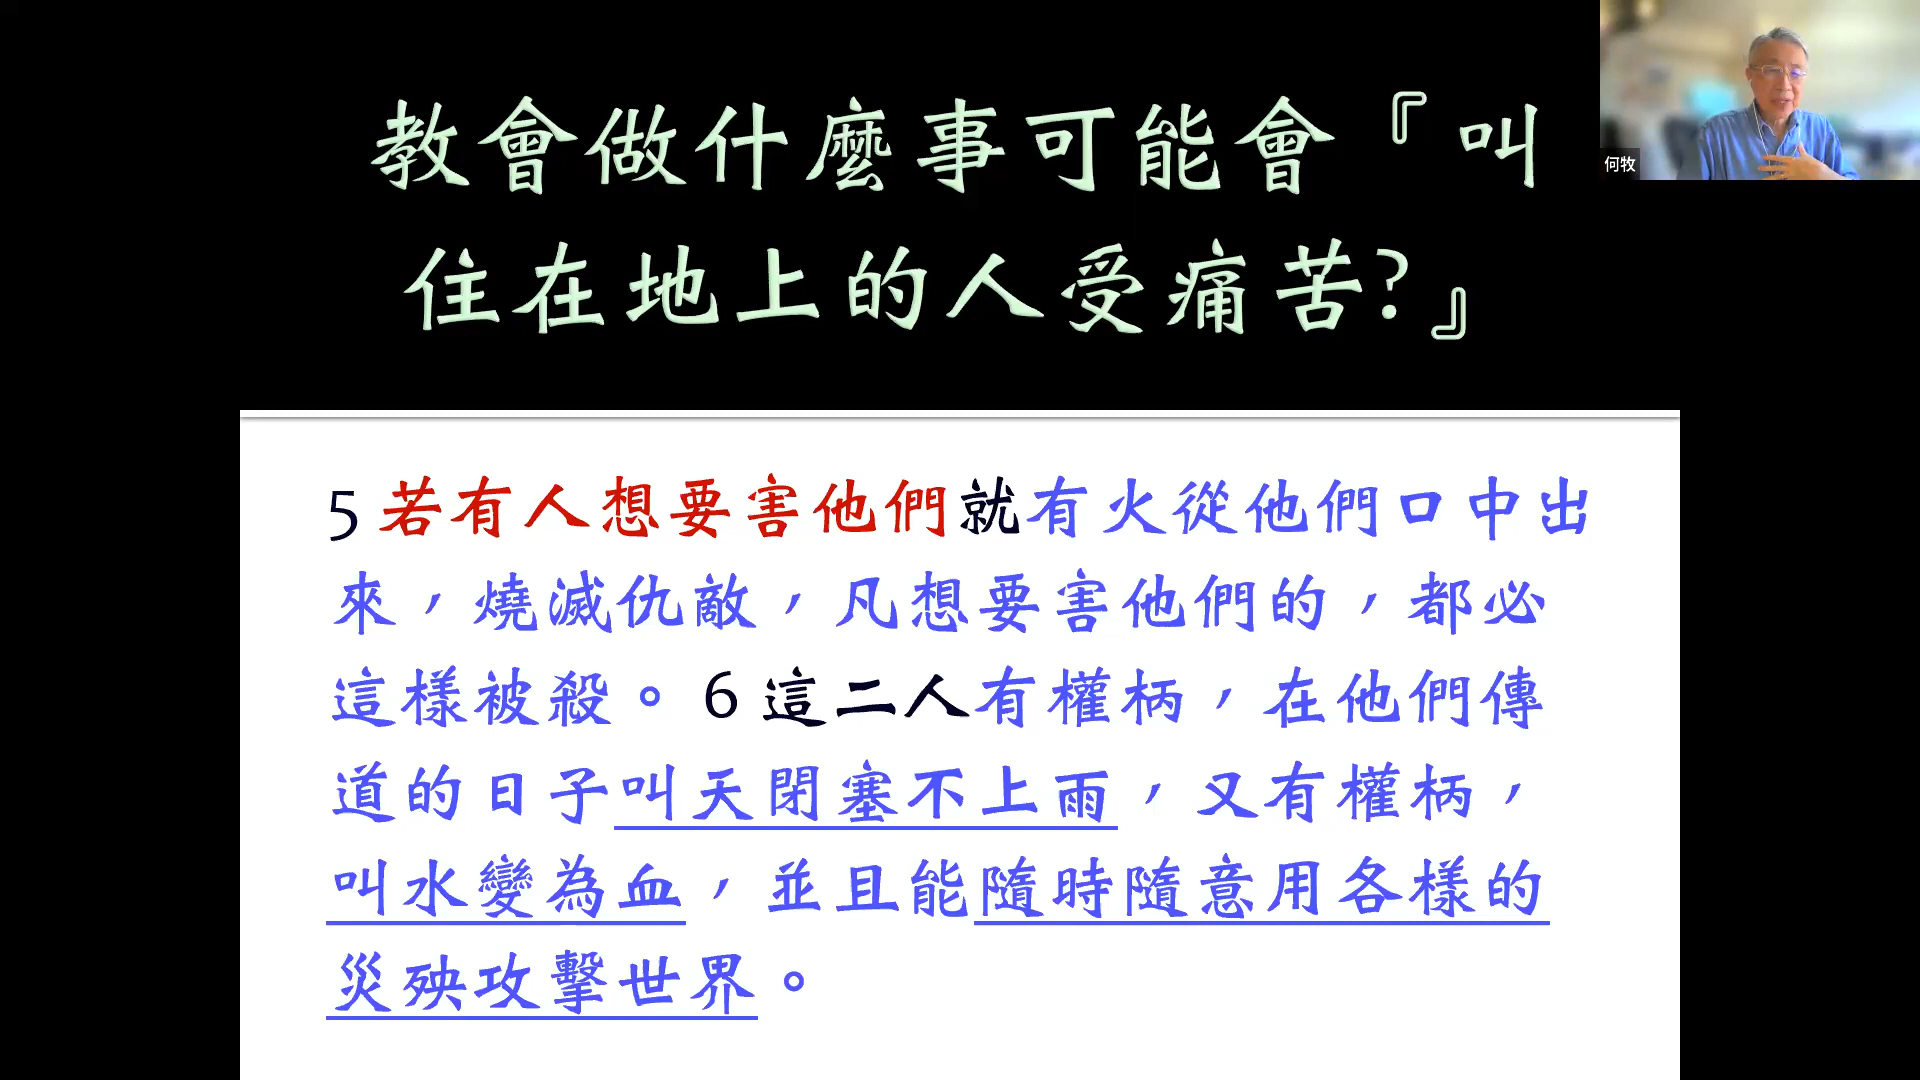 教會做什麼事可能會『叫
住在地上的人受痛苦?』
何牧
5 若有人想要害他們就有火從他們口中出
來，燒滅仇敵，凡想要害他們的，都必
這樣被殺。 6 這二人有權柄，在他們傳
道的日子叫天閉塞不上雨，又有權柄，
叫水變為血，並且能隨時隨意用各樣的
災殃攻擊世界。